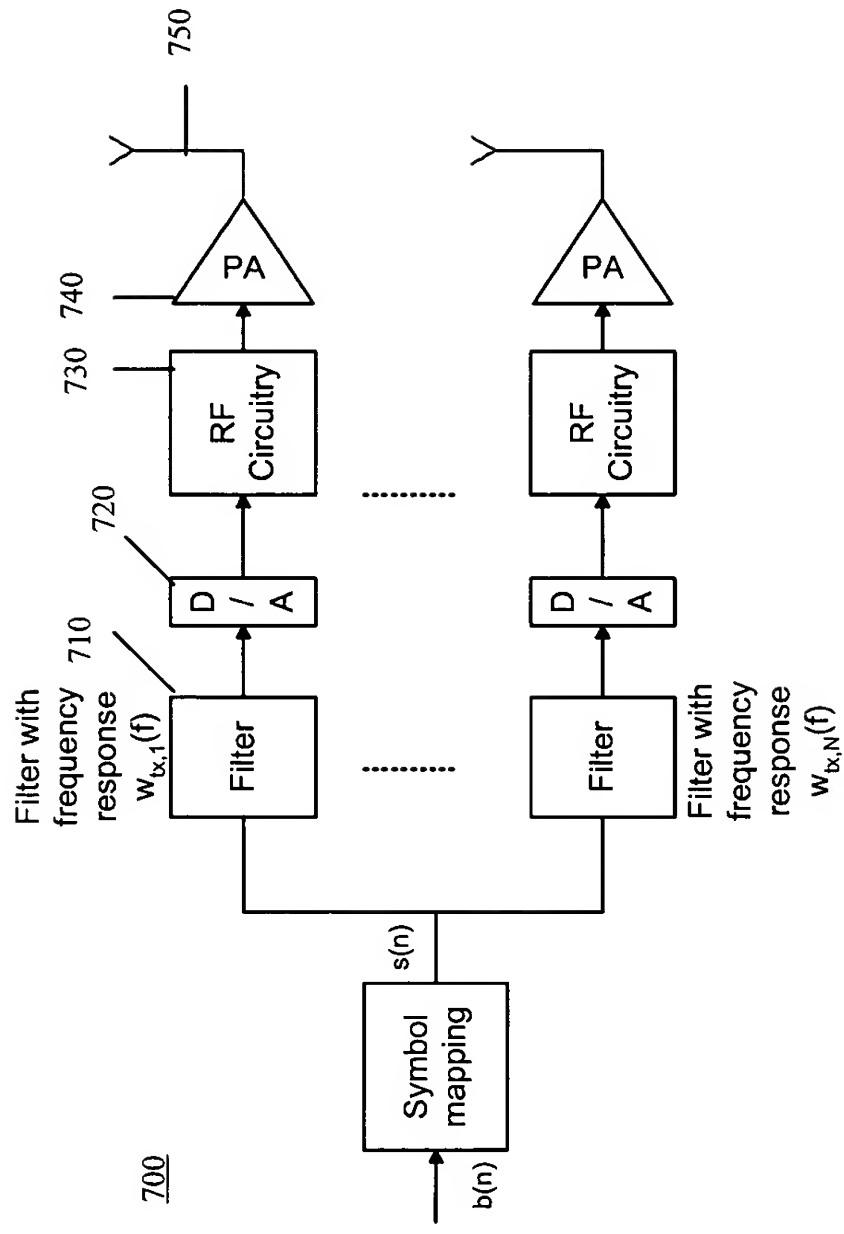 700
b(n)
Symbol
mapping
s(n)
Filter with
frequency
response
w_tx,1(f)
710
Filter
720
D
/
A
730
RF
Circuitry
740
PA
750
Filter
Filter with
frequency
response
w_tx,N(f)
D
/
A
RF
Circuitry
PA